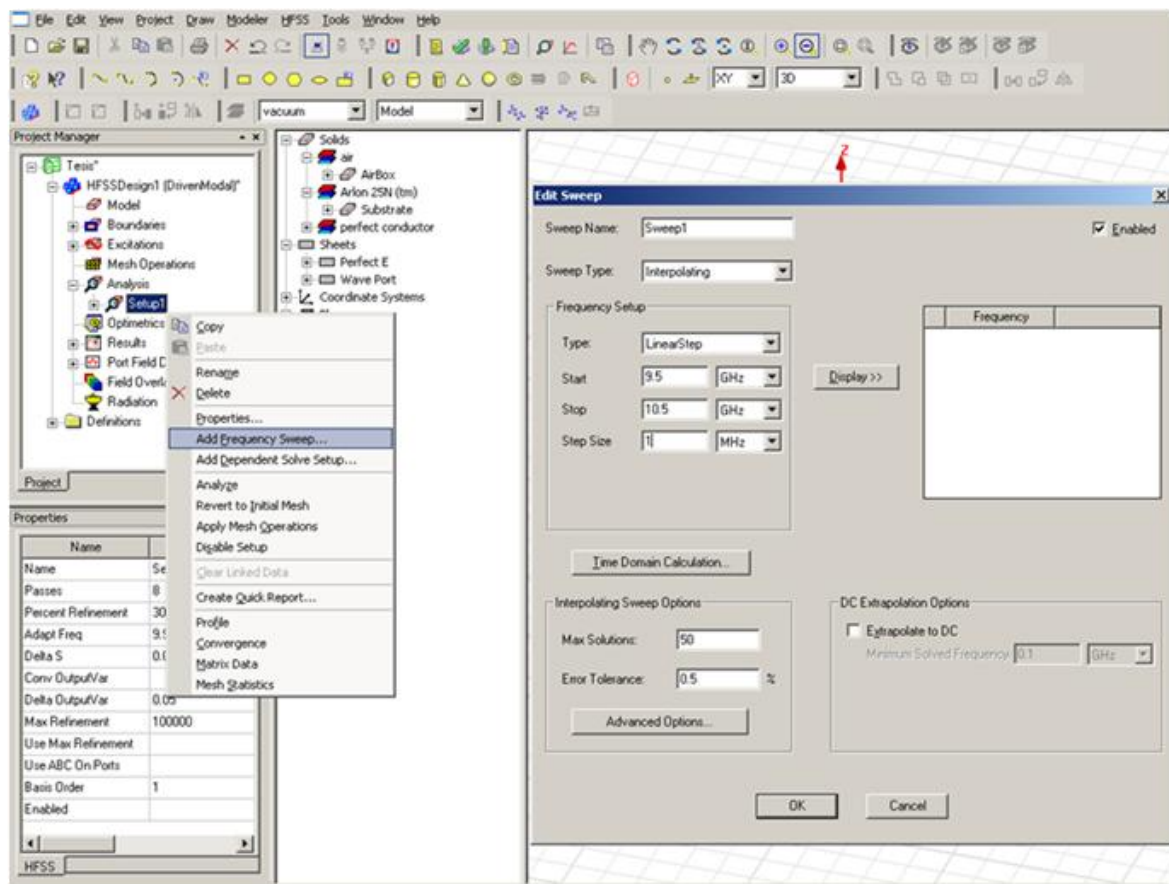 File Edit View Project Draw Modeler HFSS Tools Window Help
XY 3D
vacuum Model
Project Manager
Tesis*
HFSSDesign1 (DrivenModal)*
Model
Boundaries
Excitations
Mesh Operations
Analysis
Setup1
Optimetrics
Results
Port Field D
Field Overl
Radiation
Definitions
Project
Solids
air
AirBox
Arlon 25N (tm)
Substrate
perfect conductor
Sheets
Perfect E
Wave Port
Coordinate Systems
Copy
Paste
Rename
Delete
Properties...
Add Frequency Sweep...
Add Dependent Solve Setup...
Analyze
Revert to Initial Mesh
Apply Mesh Operations
Disable Setup
Clear Linked Data
Create Quick Report...
Profile
Convergence
Matrix Data
Mesh Statistics
Properties
Name
Name Se
Passes 8
Percent Refinement 30
Adapt Freq 9.9
Delta S 0.0
Conv OutputVar
Delta OutputVar 0.05
Max Refinement 100000
Use Max Refinement
Use ABC On Ports
Basis Order 1
Enabled
HFSS
Z
Edit Sweep
Sweep Name: Sweep1 Enabled
Sweep Type: Interpolating
Frequency Setup
Type: LinearStep
Start 9.5 GHz
Stop 10.5 GHz
Step Size 1 MHz
Display >>
Frequency
Time Domain Calculation...
Interpolating Sweep Options
Max Solutions: 50
Error Tolerance: 0.5 %
Advanced Options...
DC Extrapolation Options
Extrapolate to DC
Minimum Solved Frequency 0.1 GHz
OK Cancel